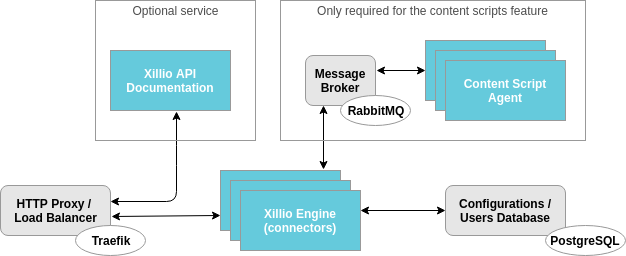 Optional service
Only required for the content scripts feature
Xillio API
Documentation
Message
Broker
RabbitMQ
Content Script
Agent
HTTP Proxy /
Load Balancer
Traefik
Xillio Engine
(connectors)
Configurations /
Users Database
PostgreSQL